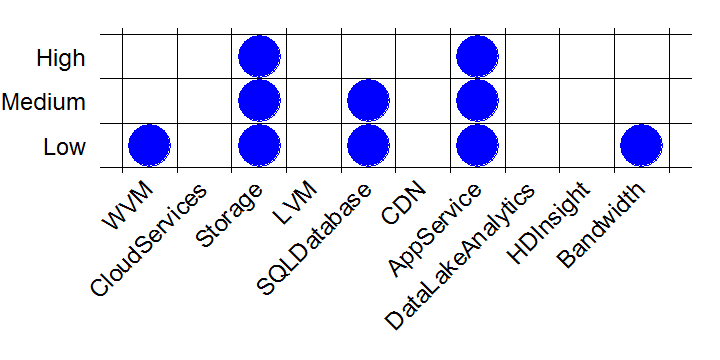 High
Medium
Low
WVM
CloudServices
Storage
LVM
SQLDatabase
CDN
AppService
DataLakeAnalytics
HDInsight
Bandwidth